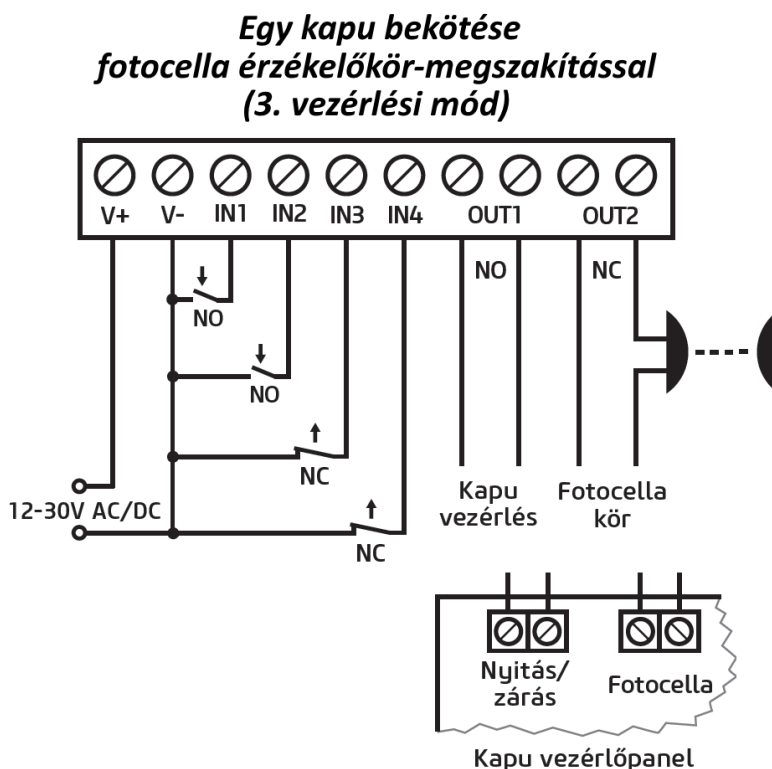 Egy kapu bekötése
fotocella érzékelőkör-megszakítással
(3. vezérlési mód)
V+ V- IN1 IN2 IN3 IN4 OUT1 OUT2
NO NC
NO
NO
NC
12-30V AC/DC
NC
Kapu
vezérlés
Fotocella
kör
Nyitás/
zárás
Fotocella
Kapu vezérlőpanel